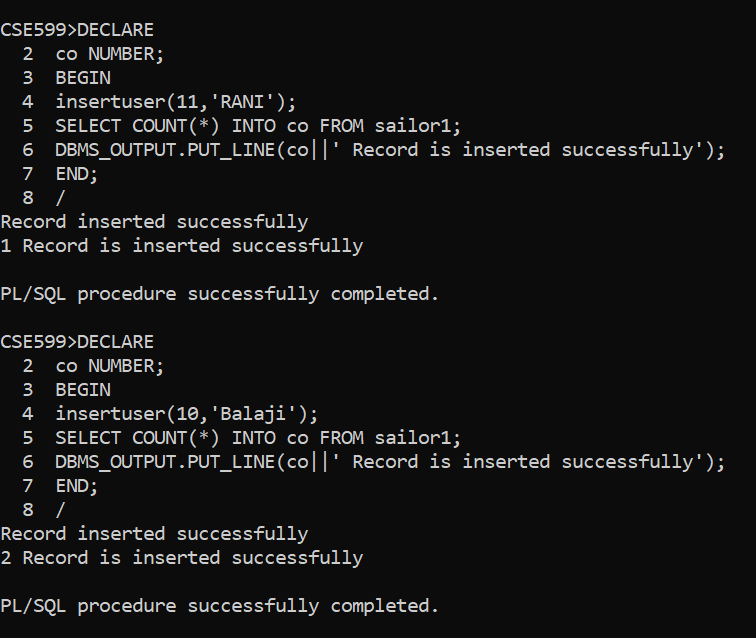 CSE599>DECLARE
  2  co NUMBER;
  3  BEGIN
  4  insertuser(11,'RANI');
  5  SELECT COUNT(*) INTO co FROM sailor1;
  6  DBMS_OUTPUT.PUT_LINE(co||' Record is inserted successfully');
  7  END;
  8  /
Record inserted successfully
1 Record is inserted successfully

PL/SQL procedure successfully completed.

CSE599>DECLARE
  2  co NUMBER;
  3  BEGIN
  4  insertuser(10,'Balaji');
  5  SELECT COUNT(*) INTO co FROM sailor1;
  6  DBMS_OUTPUT.PUT_LINE(co||' Record is inserted successfully');
  7  END;
  8  /
Record inserted successfully
2 Record is inserted successfully

PL/SQL procedure successfully completed.